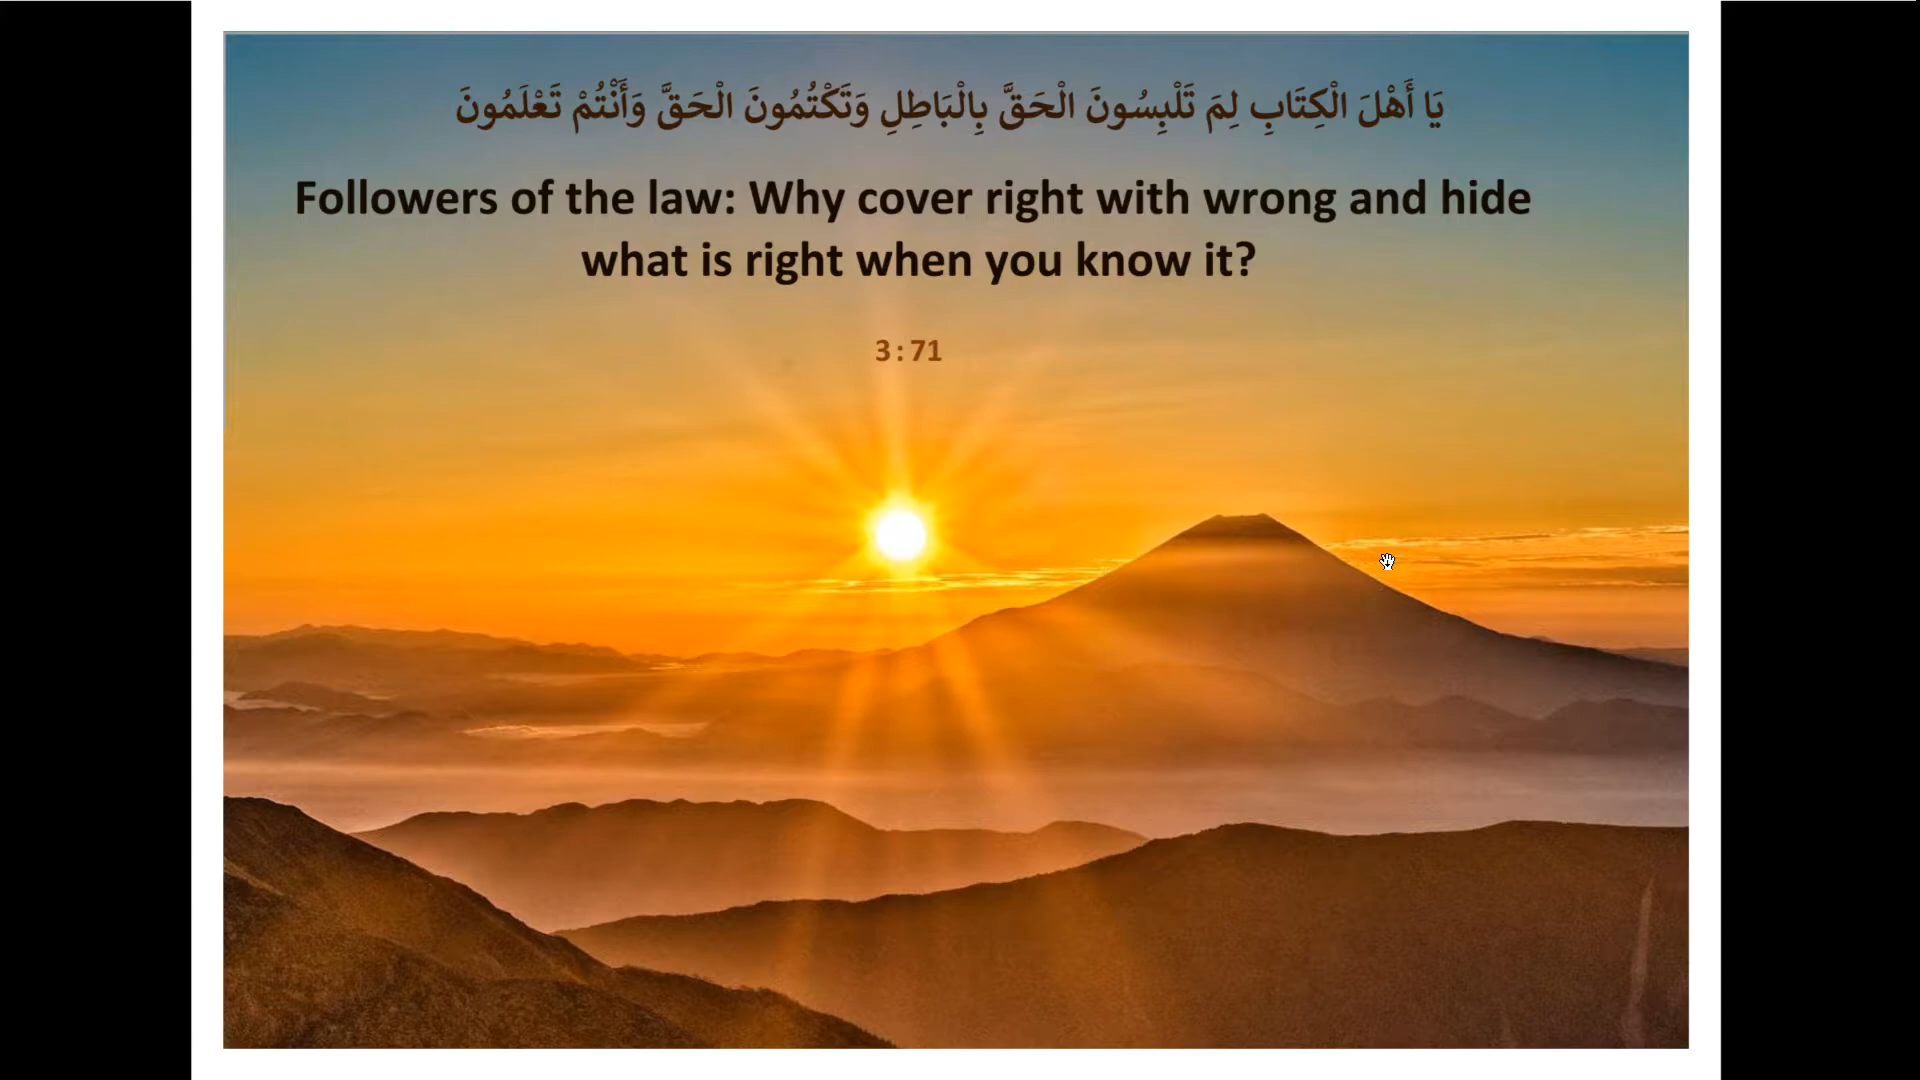 يَا أَهْلَ الْكِتَابِ لِمَ تَلْبِسُونَ الْحَقَّ بِالْبَاطِلِ وَتَكْتُمُونَ الْحَقَّ وَأَنْتُمْ تَعْلَمُونَ
Followers of the law: Why cover right with wrong and hide
what is right when you know it?
3:71